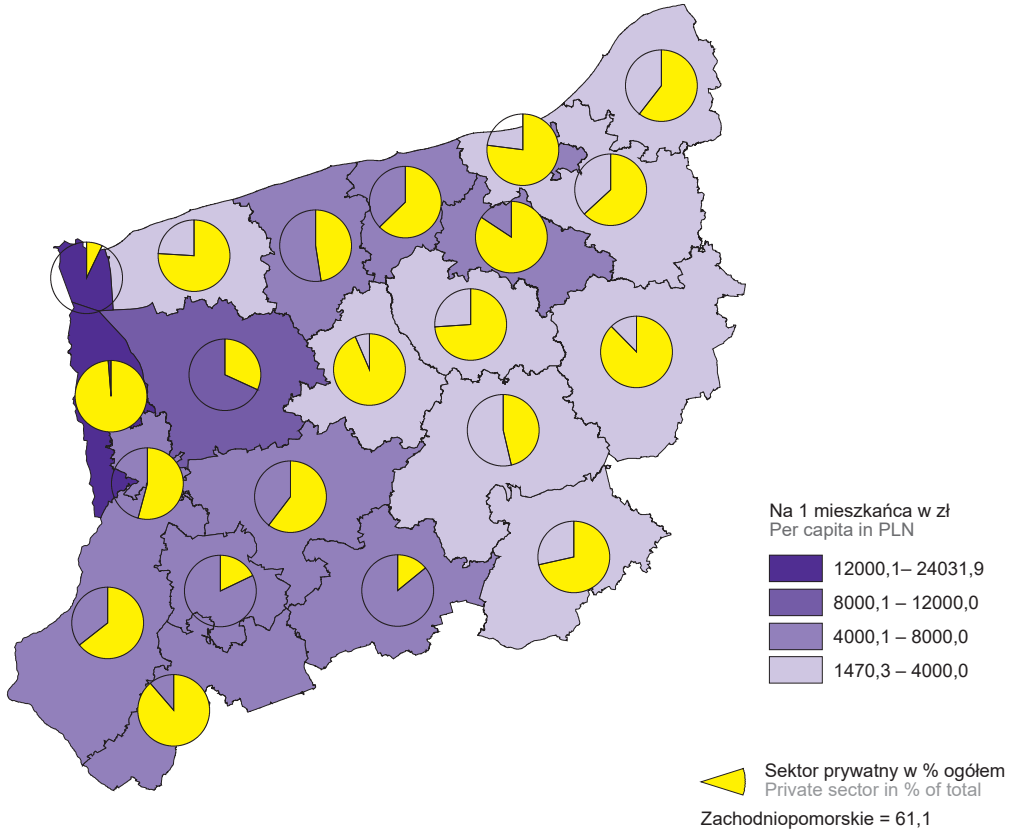 Na 1 mieszkańca w zł
Per capita in PLN
12000,1– 24031,9
8000,1 – 12000,0
4000,1 – 8000,0
1470,3 – 4000,0
Sektor prywatny w % ogółem
Private sector in % of total
Zachodniopomorskie = 61,1